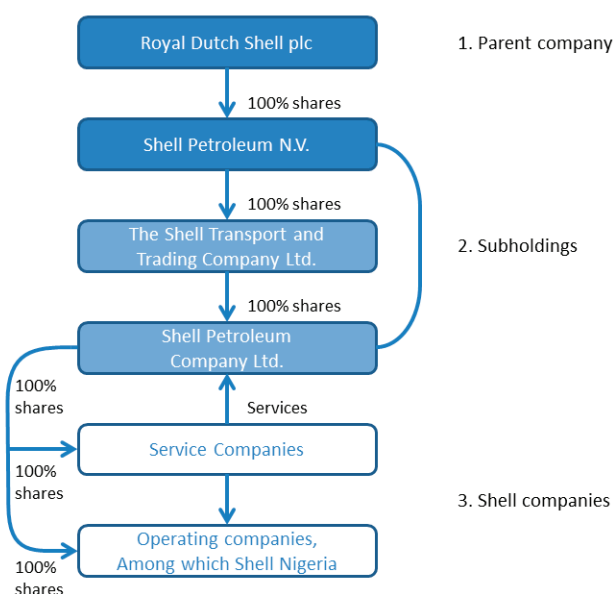 Royal Dutch Shell plc
1. Parent company
100% shares
Shell Petroleum N.V.
100% shares
The Shell Transport and
Trading Company Ltd.
2. Subholdings
100% shares
Shell Petroleum
Company Ltd.
100%
shares
Services
Service Companies
100%
shares
3. Shell companies
Operating companies,
Among which Shell Nigeria
100%
shares